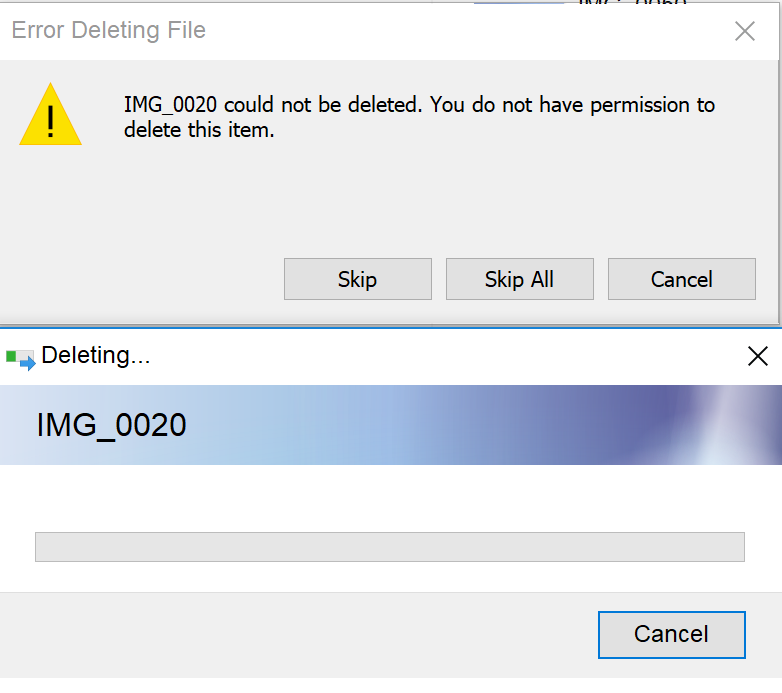 Error Deleting File
IMG_0020 could not be deleted. You do not have permission to
delete this item.
Skip
Skip All
Cancel
Deleting...
IMG_0020
Cancel